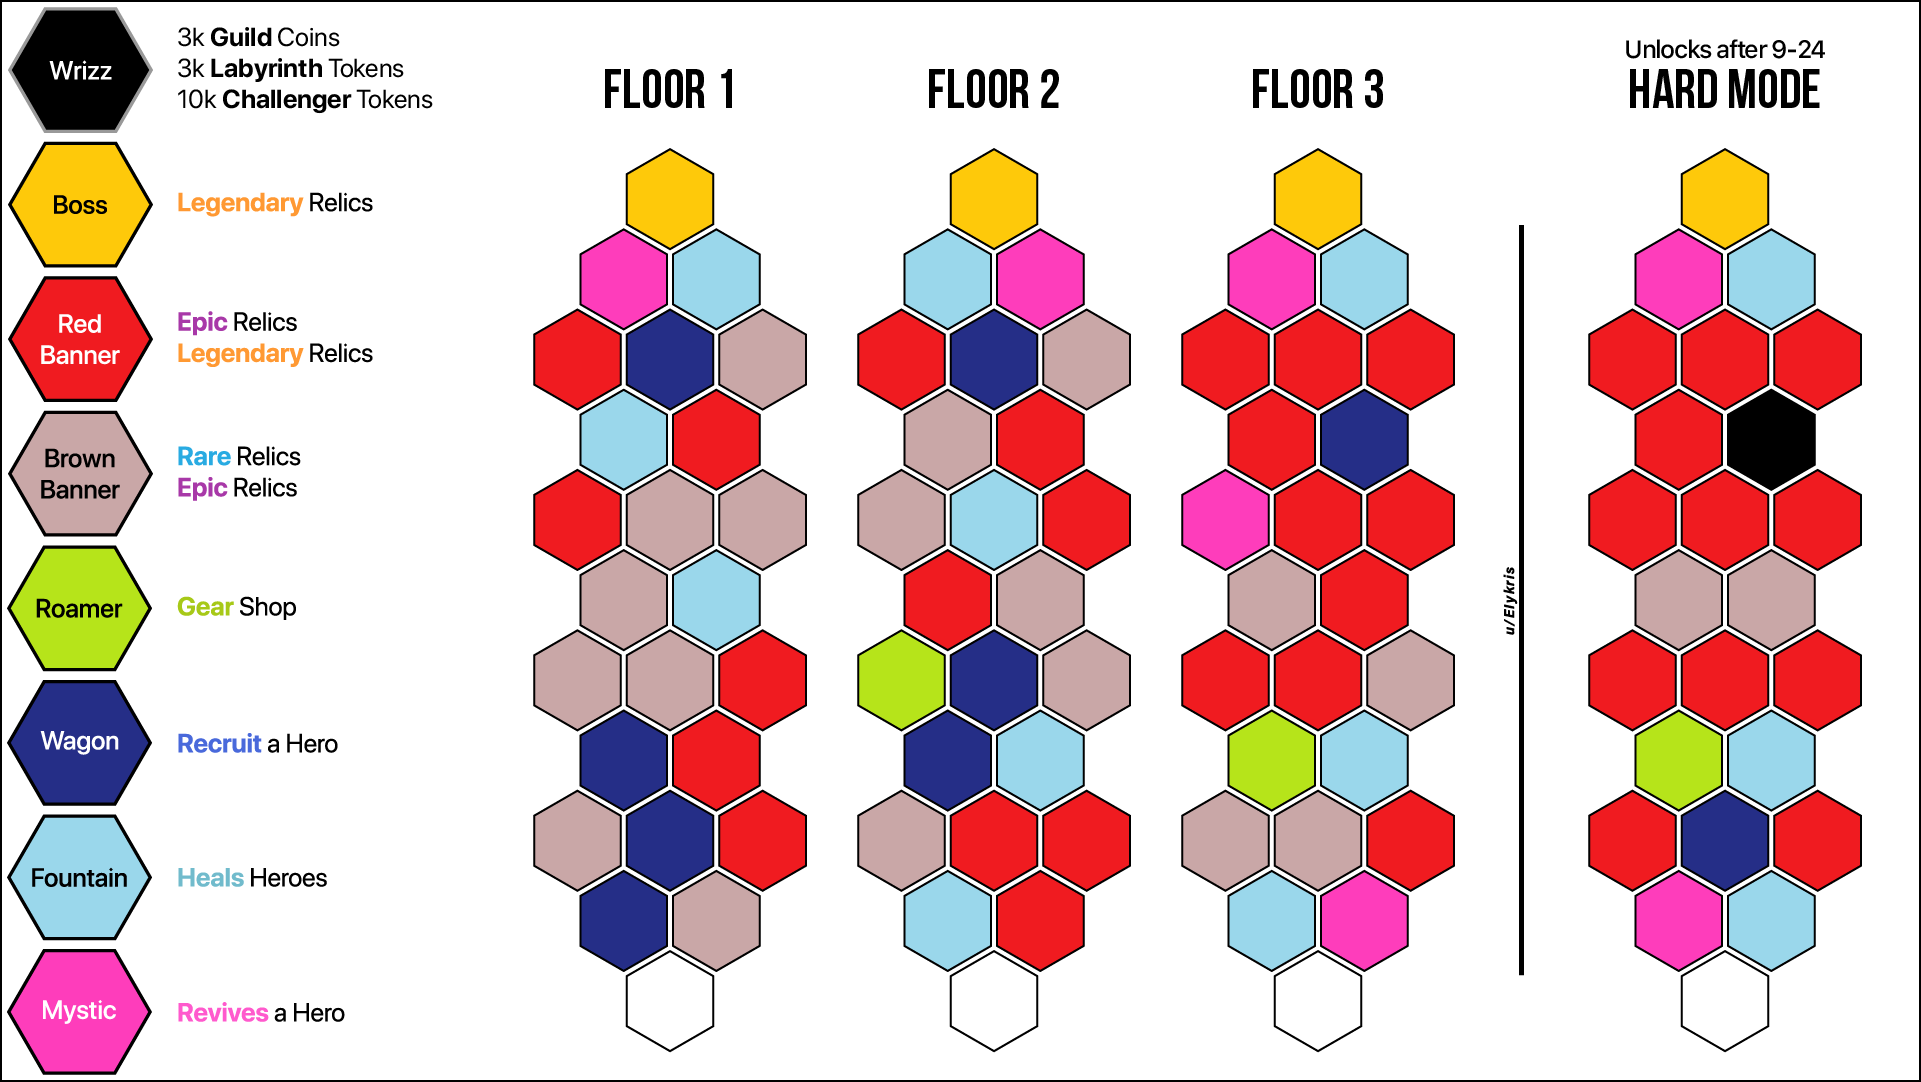 Wrizz
3k Guild Coins
3k Labyrinth Tokens
10k Challenger Tokens
Boss
Legendary Relics
Red
Banner
Epic Relics
Legendary Relics
Brown
Banner
Rare Relics
Epic Relics
Roamer
Gear Shop
Wagon
Recruit a Hero
Fountain
Heals Heroes
Mystic
Revives a Hero
FLOOR 1
FLOOR 2
FLOOR 3
Unlocks after 9-24
HARD MODE
u/Elykris